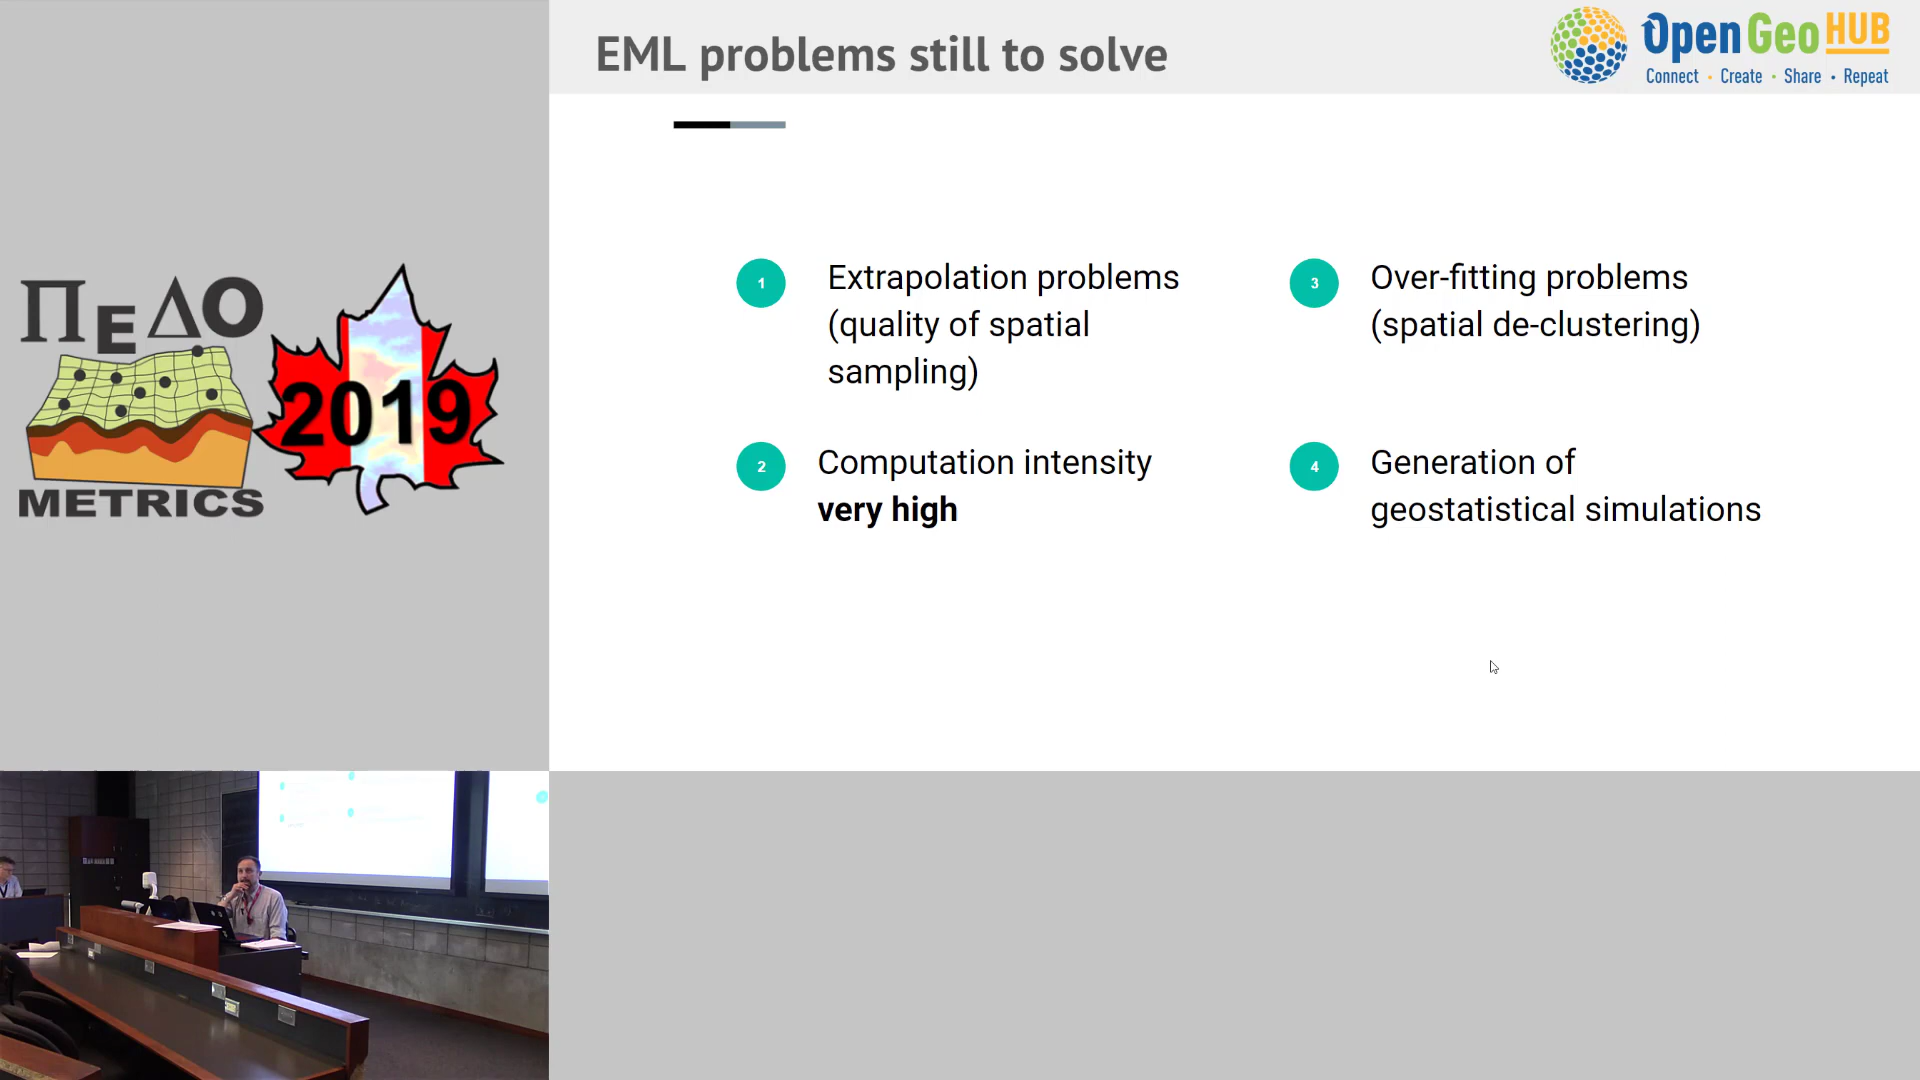 EML problems still to solve
Open Geo HUB
Connect · Create · Share · Repeat
ΠΕΔΟ
METRICS
2019
1
Extrapolation problems
(quality of spatial
sampling)
2
Computation intensity
very high
3
Over-fitting problems
(spatial de-clustering)
4
Generation of
geostatistical simulations